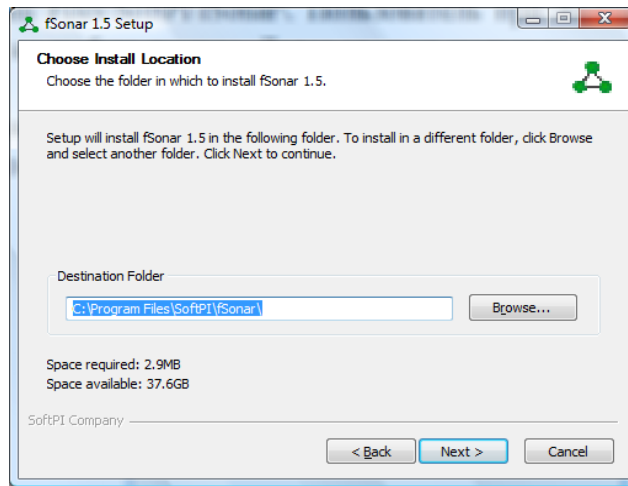 fSonar 1.5 Setup
Choose Install Location
Choose the folder in which to install fSonar 1.5.
Setup will install fSonar 1.5 in the following folder. To install in a different folder, click Browse
and select another folder. Click Next to continue.
Destination Folder
C:\Program Files\SoftPI\fSonar\
Browse...
Space required: 2.9MB
Space available: 37.6GB
SoftPI Company
< Back
Next >
Cancel